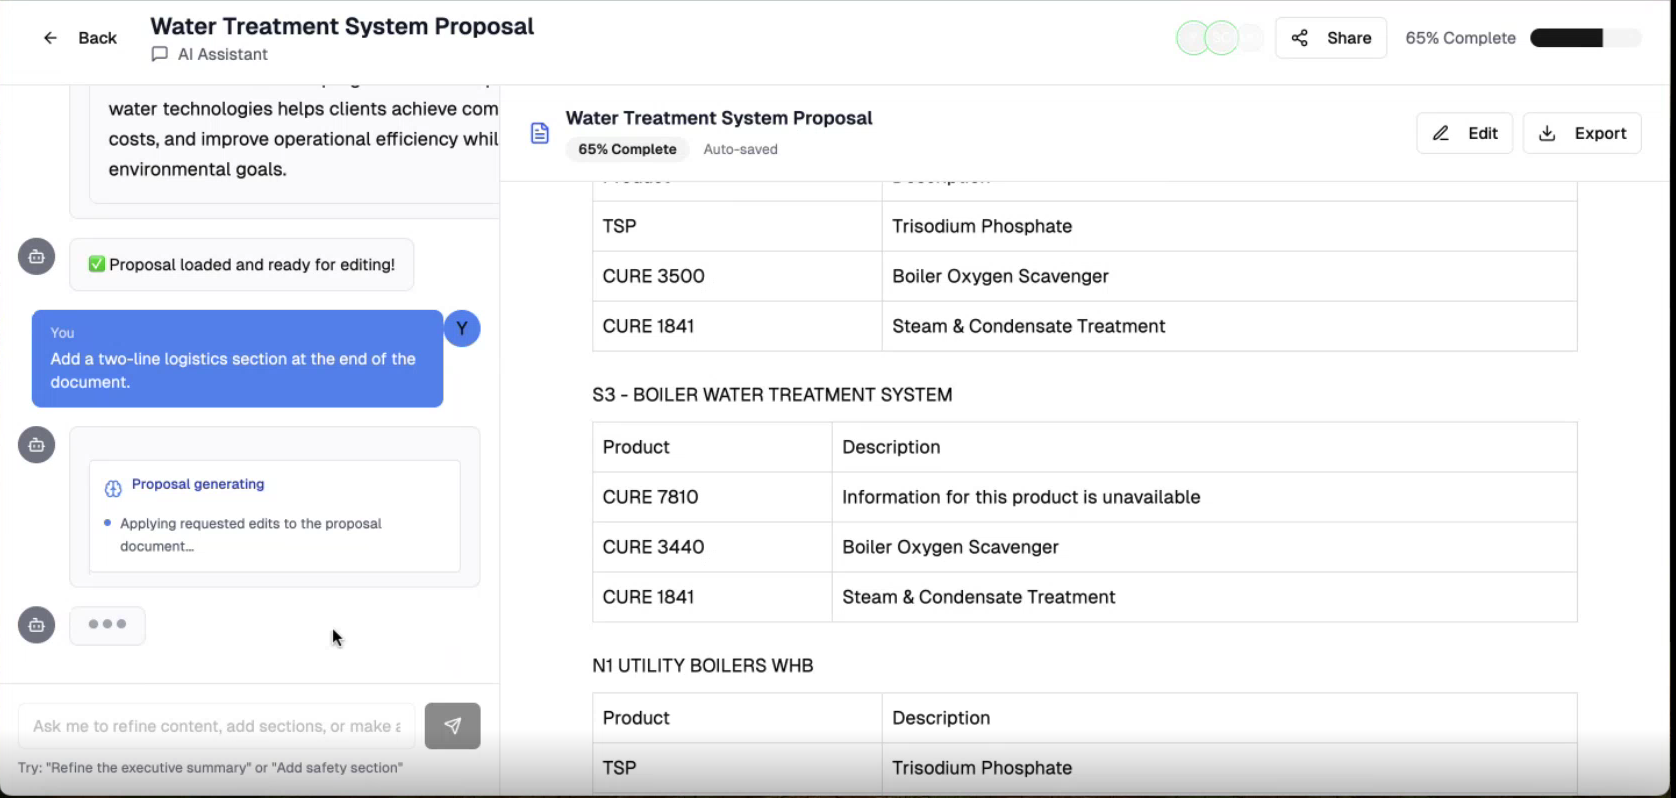 Back
Water Treatment System Proposal
AI Assistant
Share
65% Complete
water technologies helps clients achieve com
costs, and improve operational efficiency whil
environmental goals.
✅ Proposal loaded and ready for editing!
You
Y
Add a two-line logistics section at the end of the
document.
Proposal generating
Applying requested edits to the proposal
document...
Ask me to refine content, add sections, or make a
Try: "Refine the executive summary" or "Add safety section"
Water Treatment System Proposal
65% Complete
Auto-saved
Edit
Export
Product Description
TSP Trisodium Phosphate
CURE 3500 Boiler Oxygen Scavenger
CURE 1841 Steam & Condensate Treatment
S3 - BOILER WATER TREATMENT SYSTEM
Product Description
CURE 7810 Information for this product is unavailable
CURE 3440 Boiler Oxygen Scavenger
CURE 1841 Steam & Condensate Treatment
N1 UTILITY BOILERS WHB
Product Description
TSP Trisodium Phosphate